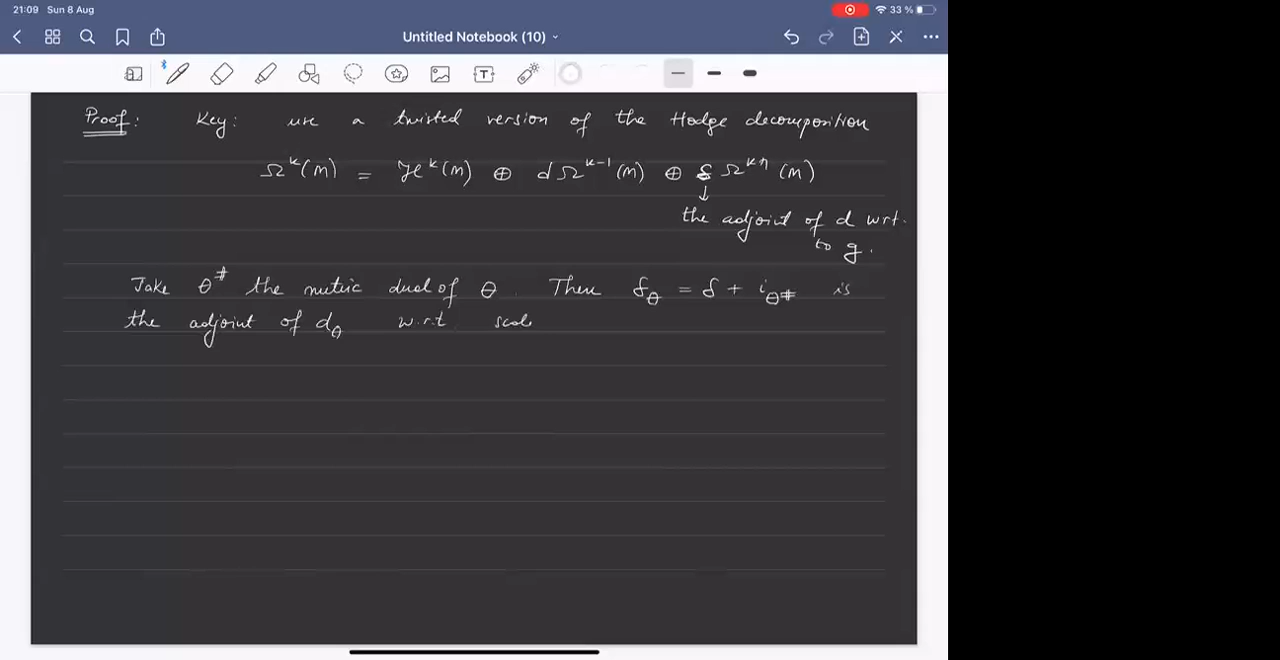 21:09 Sun 8 Aug
33 %
Untitled Notebook (10)
Proof: Key: use a twisted version of the Hodge decomposition
Ω^k(M) = ℋ^k(M) ⊕ dΩ^{k-1}(M) ⊕ δ Ω^{k+1}(M)
↓
the adjoint of d wrt.
to g.
Take θ^# the metric dual of θ. Then δ_θ = δ + i_{θ^#} is
the adjoint of d_θ w.r.t. scal